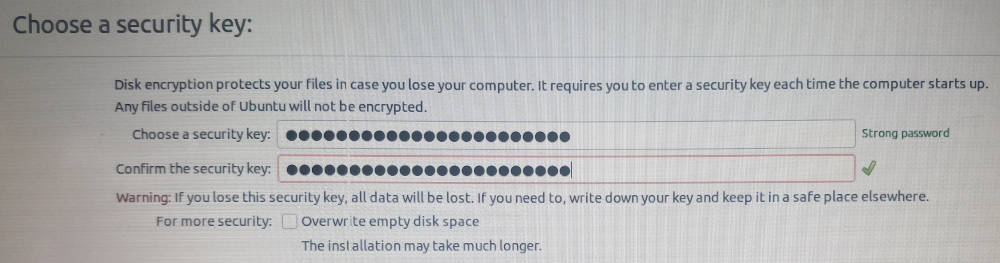 Choose a security key:
Disk encryption protects your files in case you lose your computer. It requires you to enter a security key each time the computer starts up.
Any files outside of Ubuntu will not be encrypted.
Choose a security key: ●●●●●●●●●●●●●●●●●●●●●●● Strong password
Confirm the security key: ●●●●●●●●●●●●●●●●●●●●●●●
Warning: If you lose this security key, all data will be lost. If you need to, write down your key and keep it in a safe place elsewhere.
For more security: Overwrite empty disk space
The installation may take much longer.